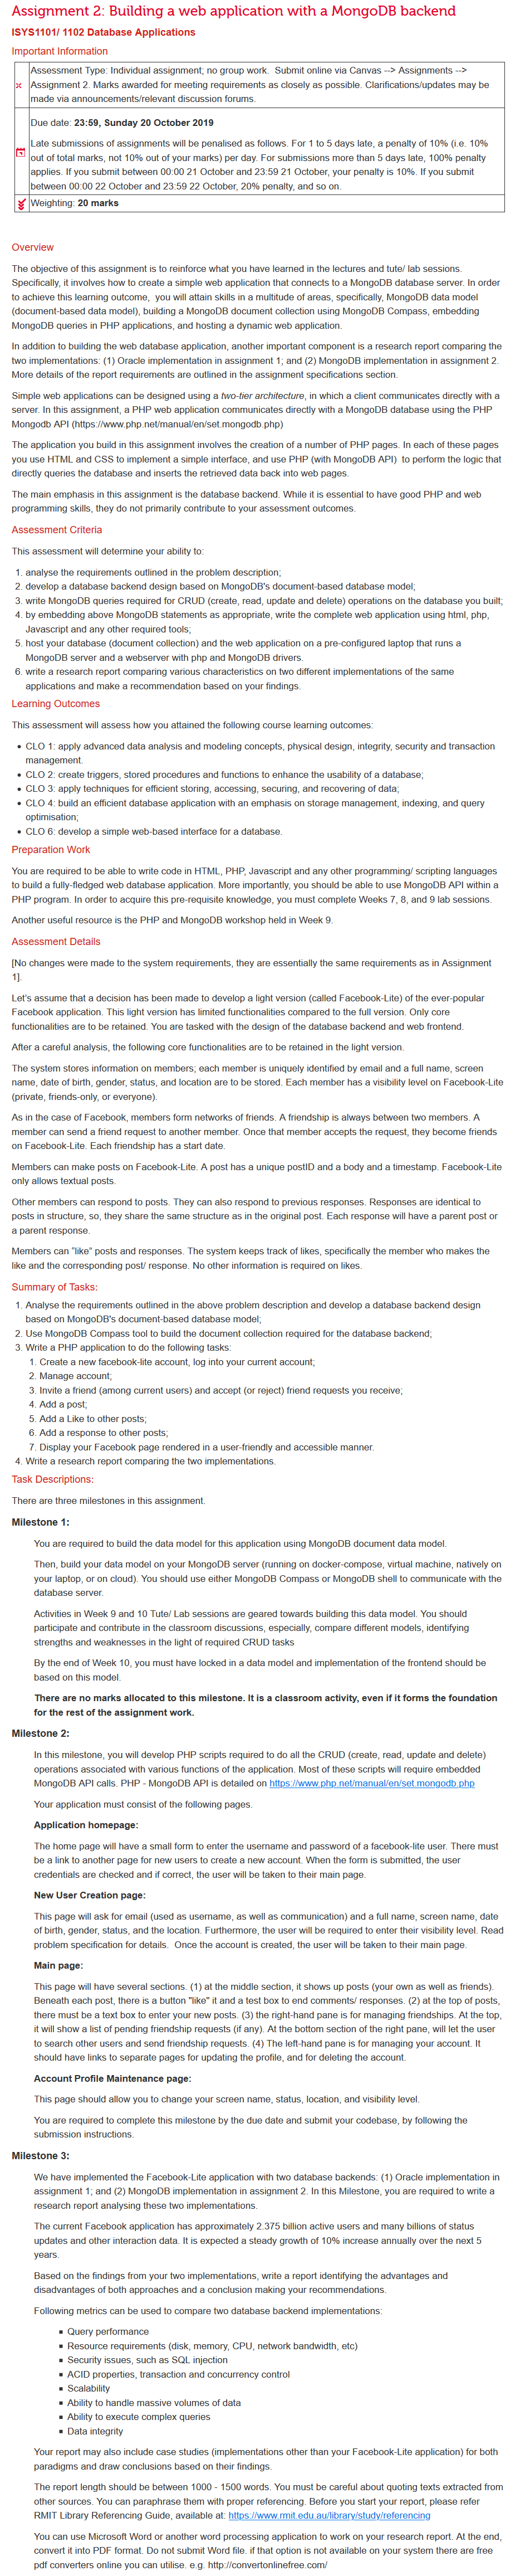 Assignment 2: Building a web application with a MongoDB backend
ISYS1101/ 1102 Database Applications
Important Information
Assessment Type: Individual assignment; no group work.  Submit online via Canvas --> Assignments -->
Assignment 2. Marks awarded for meeting requirements as closely as possible. Clarifications/updates may be
made via announcements/relevant discussion forums.
Due date: 23:59, Sunday 20 October 2019
Late submissions of assignments will be penalised as follows. For 1 to 5 days late, a penalty of 10% (i.e. 10%
out of total marks, not 10% out of your marks) per day. For submissions more than 5 days late, 100% penalty
applies. If you submit between 00:00 21 October and 23:59 21 October, your penalty is 10%. If you submit
between 00:00 22 October and 23:59 22 October, 20% penalty, and so on.
Weighting: 20 marks
Overview
The objective of this assignment is to reinforce what you have learned in the lectures and tute/ lab sessions.
Specifically, it involves how to create a simple web application that connects to a MongoDB database server. In order
to achieve this learning outcome,  you will attain skills in a multitude of areas, specifically, MongoDB data model
(document-based data model), building a MongoDB document collection using MongoDB Compass, embedding
MongoDB queries in PHP applications, and hosting a dynamic web application.
In addition to building the web database application, another important component is a research report comparing the
two implementations: (1) Oracle implementation in assignment 1; and (2) MongoDB implementation in assignment 2.
More details of the report requirements are outlined in the assignment specifications section.
Simple web applications can be designed using a two-tier architecture, in which a client communicates directly with a
server. In this assignment, a PHP web application communicates directly with a MongoDB database using the PHP
Mongodb API (https://www.php.net/manual/en/set.mongodb.php)
The application you build in this assignment involves the creation of a number of PHP pages. In each of these pages
you use HTML and CSS to implement a simple interface, and use PHP (with MongoDB API)  to perform the logic that
directly queries the database and inserts the retrieved data back into web pages.
The main emphasis in this assignment is the database backend. While it is essential to have good PHP and web
programming skills, they do not primarily contribute to your assessment outcomes.
Assessment Criteria
This assessment will determine your ability to:
1. analyse the requirements outlined in the problem description;
2. develop a database backend design based on MongoDB's document-based database model;
3. write MongoDB queries required for CRUD (create, read, update and delete) operations on the database you built;
4. by embedding above MongoDB statements as appropriate, write the complete web application using html, php,
Javascript and any other required tools;
5. host your database (document collection) and the web application on a pre-configured laptop that runs a
MongoDB server and a webserver with php and MongoDB drivers.
6. write a research report comparing various characteristics on two different implementations of the same
applications and make a recommendation based on your findings.
Learning Outcomes
This assessment will assess how you attained the following course learning outcomes:
• CLO 1: apply advanced data analysis and modeling concepts, physical design, integrity, security and transaction
management.
• CLO 2: create triggers, stored procedures and functions to enhance the usability of a database;
• CLO 3: apply techniques for efficient storing, accessing, securing, and recovering of data;
• CLO 4: build an efficient database application with an emphasis on storage management, indexing, and query
optimisation;
• CLO 6: develop a simple web-based interface for a database.
Preparation Work
You are required to be able to write code in HTML, PHP, Javascript and any other programming/ scripting languages
to build a fully-fledged web database application. More importantly, you should be able to use MongoDB API within a
PHP program. In order to acquire this pre-requisite knowledge, you must complete Weeks 7, 8, and 9 lab sessions.
Another useful resource is the PHP and MongoDB workshop held in Week 9.
Assessment Details
[No changes were made to the system requirements, they are essentially the same requirements as in Assignment
1].
Let's assume that a decision has been made to develop a light version (called Facebook-Lite) of the ever-popular
Facebook application. This light version has limited functionalities compared to the full version. Only core
functionalities are to be retained. You are tasked with the design of the database backend and web frontend.
After a careful analysis, the following core functionalities are to be retained in the light version.
The system stores information on members; each member is uniquely identified by email and a full name, screen
name, date of birth, gender, status, and location are to be stored. Each member has a visibility level on Facebook-Lite
(private, friends-only, or everyone).
As in the case of Facebook, members form networks of friends. A friendship is always between two members. A
member can send a friend request to another member. Once that member accepts the request, they become friends
on Facebook-Lite. Each friendship has a start date.
Members can make posts on Facebook-Lite. A post has a unique postID and a body and a timestamp. Facebook-Lite
only allows textual posts.
Other members can respond to posts. They can also respond to previous responses. Responses are identical to
posts in structure, so, they share the same structure as in the original post. Each response will have a parent post or
a parent response.
Members can "like" posts and responses. The system keeps track of likes, specifically the member who makes the
like and the corresponding post/ response. No other information is required on likes.
Summary of Tasks:
1. Analyse the requirements outlined in the above problem description and develop a database backend design
based on MongoDB's document-based database model;
2. Use MongoDB Compass tool to build the document collection required for the database backend;
3. Write a PHP application to do the following tasks:
1. Create a new facebook-lite account, log into your current account;
2. Manage account;
3. Invite a friend (among current users) and accept (or reject) friend requests you receive;
4. Add a post;
5. Add a Like to other posts;
6. Add a response to other posts;
7. Display your Facebook page rendered in a user-friendly and accessible manner.
4. Write a research report comparing the two implementations.
Task Descriptions:
There are three milestones in this assignment.
Milestone 1:
You are required to build the data model for this application using MongoDB document data model.
Then, build your data model on your MongoDB server (running on docker-compose, virtual machine, natively on
your laptop, or on cloud). You should use either MongoDB Compass or MongoDB shell to communicate with the
database server.
Activities in Week 9 and 10 Tute/ Lab sessions are geared towards building this data model. You should
participate and contribute in the classroom discussions, especially, compare different models, identifying
strengths and weaknesses in the light of required CRUD tasks
By the end of Week 10, you must have locked in a data model and implementation of the frontend should be
based on this model.
There are no marks allocated to this milestone. It is a classroom activity, even if it forms the foundation
for the rest of the assignment work.
Milestone 2:
In this milestone, you will develop PHP scripts required to do all the CRUD (create, read, update and delete)
operations associated with various functions of the application. Most of these scripts will require embedded
MongoDB API calls. PHP - MongoDB API is detailed on https://www.php.net/manual/en/set.mongodb.php
Your application must consist of the following pages.
Application homepage:
The home page will have a small form to enter the username and password of a facebook-lite user. There must
be a link to another page for new users to create a new account. When the form is submitted, the user
credentials are checked and if correct, the user will be taken to their main page.
New User Creation page:
This page will ask for email (used as username, as well as communication) and a full name, screen name, date
of birth, gender, status, and the location. Furthermore, the user will be required to enter their visibility level. Read
problem specification for details.  Once the account is created, the user will be taken to their main page.
Main page:
This page will have several sections. (1) at the middle section, it shows up posts (your own as well as friends).
Beneath each post, there is a button "like" it and a test box to end comments/ responses. (2) at the top of posts,
there must be a text box to enter your new posts. (3) the right-hand pane is for managing friendships. At the top,
it will show a list of pending friendship requests (if any). At the bottom section of the right pane, will let the user
to search other users and send friendship requests. (4) The left-hand pane is for managing your account. It
should have links to separate pages for updating the profile, and for deleting the account.
Account Profile Maintenance page:
This page should allow you to change your screen name, status, location, and visibility level.
You are required to complete this milestone by the due date and submit your codebase, by following the
submission instructions.
Milestone 3:
We have implemented the Facebook-Lite application with two database backends: (1) Oracle implementation in
assignment 1; and (2) MongoDB implementation in assignment 2. In this Milestone, you are required to write a
research report analysing these two implementations.
The current Facebook application has approximately 2.375 billion active users and many billions of status
updates and other interaction data. It is expected a steady growth of 10% increase annually over the next 5
years.
Based on the findings from your two implementations, write a report identifying the advantages and
disadvantages of both approaches and a conclusion making your recommendations.
Following metrics can be used to compare two database backend implementations:
▪ Query performance
▪ Resource requirements (disk, memory, CPU, network bandwidth, etc)
▪ Security issues, such as SQL injection
▪ ACID properties, transaction and concurrency control
▪ Scalability
▪ Ability to handle massive volumes of data
▪ Ability to execute complex queries
▪ Data integrity
Your report may also include case studies (implementations other than your Facebook-Lite application) for both
paradigms and draw conclusions based on their findings.
The report length should be between 1000 - 1500 words. You must be careful about quoting texts extracted from
other sources. You can paraphrase them with proper referencing. Before you start your report, please refer
RMIT Library Referencing Guide, available at: https://www.rmit.edu.au/library/study/referencing
You can use Microsoft Word or another word processing application to work on your research report. At the end,
convert it into PDF format. Do not submit Word file. if that option is not available on your system there are free
pdf converters online you can utilise. e.g. http://convertonlinefree.com/